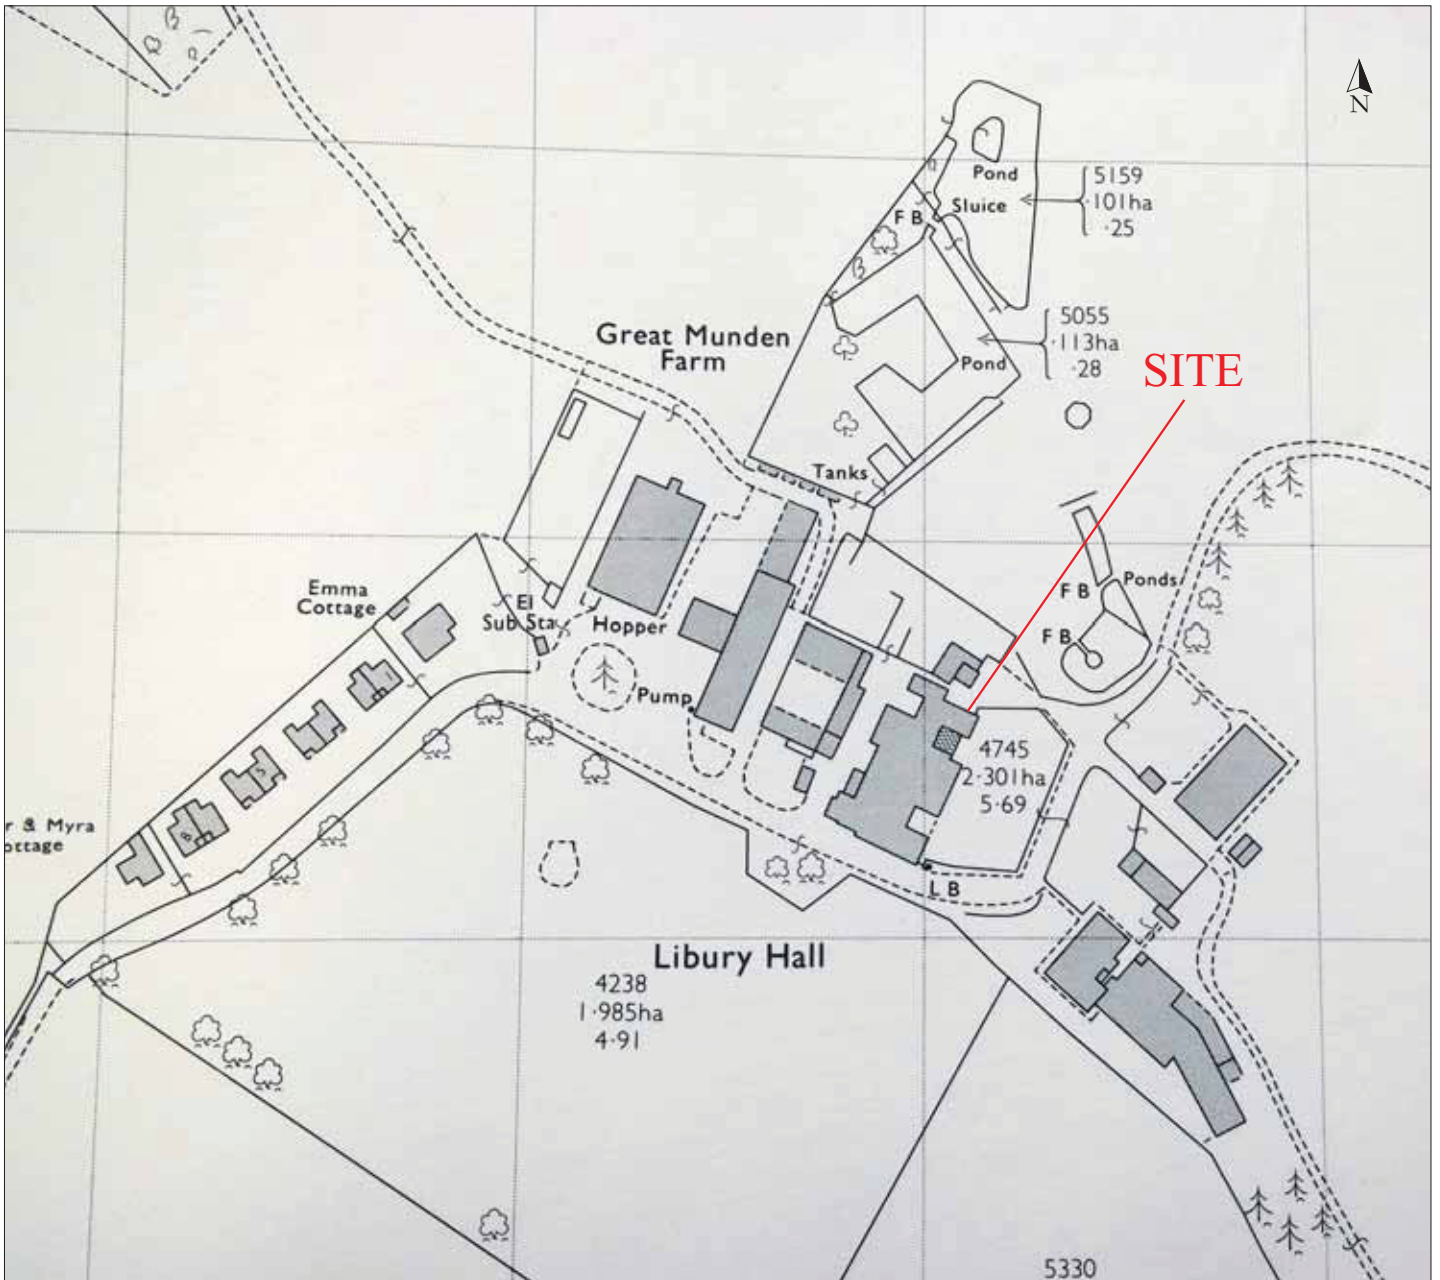 N
Pond
Sluice
5159
·101ha
·25
F B
Great Munden
Farm
5055
·113ha
·28
Pond
SITE
Tanks
Emma
Cottage
El
Sub Sta
Hopper
F B
Ponds
F B
Pump
4745
2·301ha
5·69
r & Myra
ottage
8
L B
Libury Hall
4238
1·985ha
4·91
5330